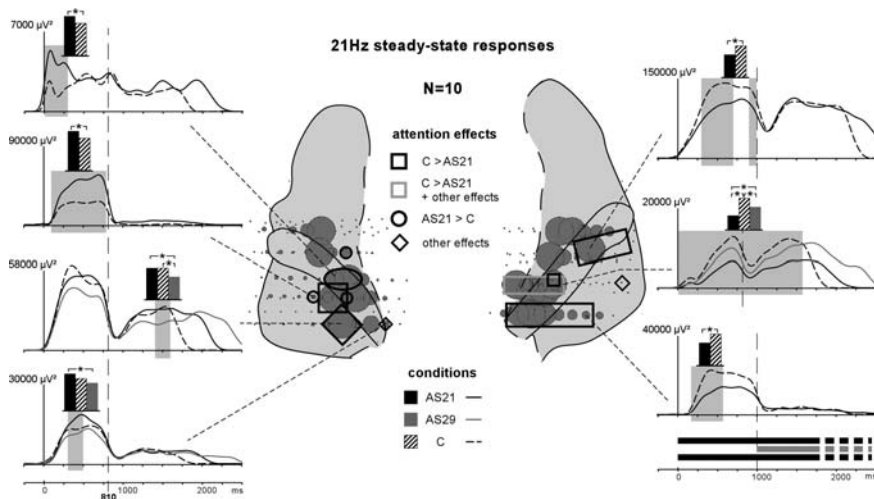 21Hz steady-state responses
N=10
7000 µV²
90000 µV²
58000 µV²
30000 µV²
0
810
1000
2000
ms
attention effects
C > AS21
C > AS21
+ other effects
AS21 > C
other effects
conditions
AS21
AS29
C
150000 µV²
20000 µV²
40000 µV²
0
1000
2000
ms